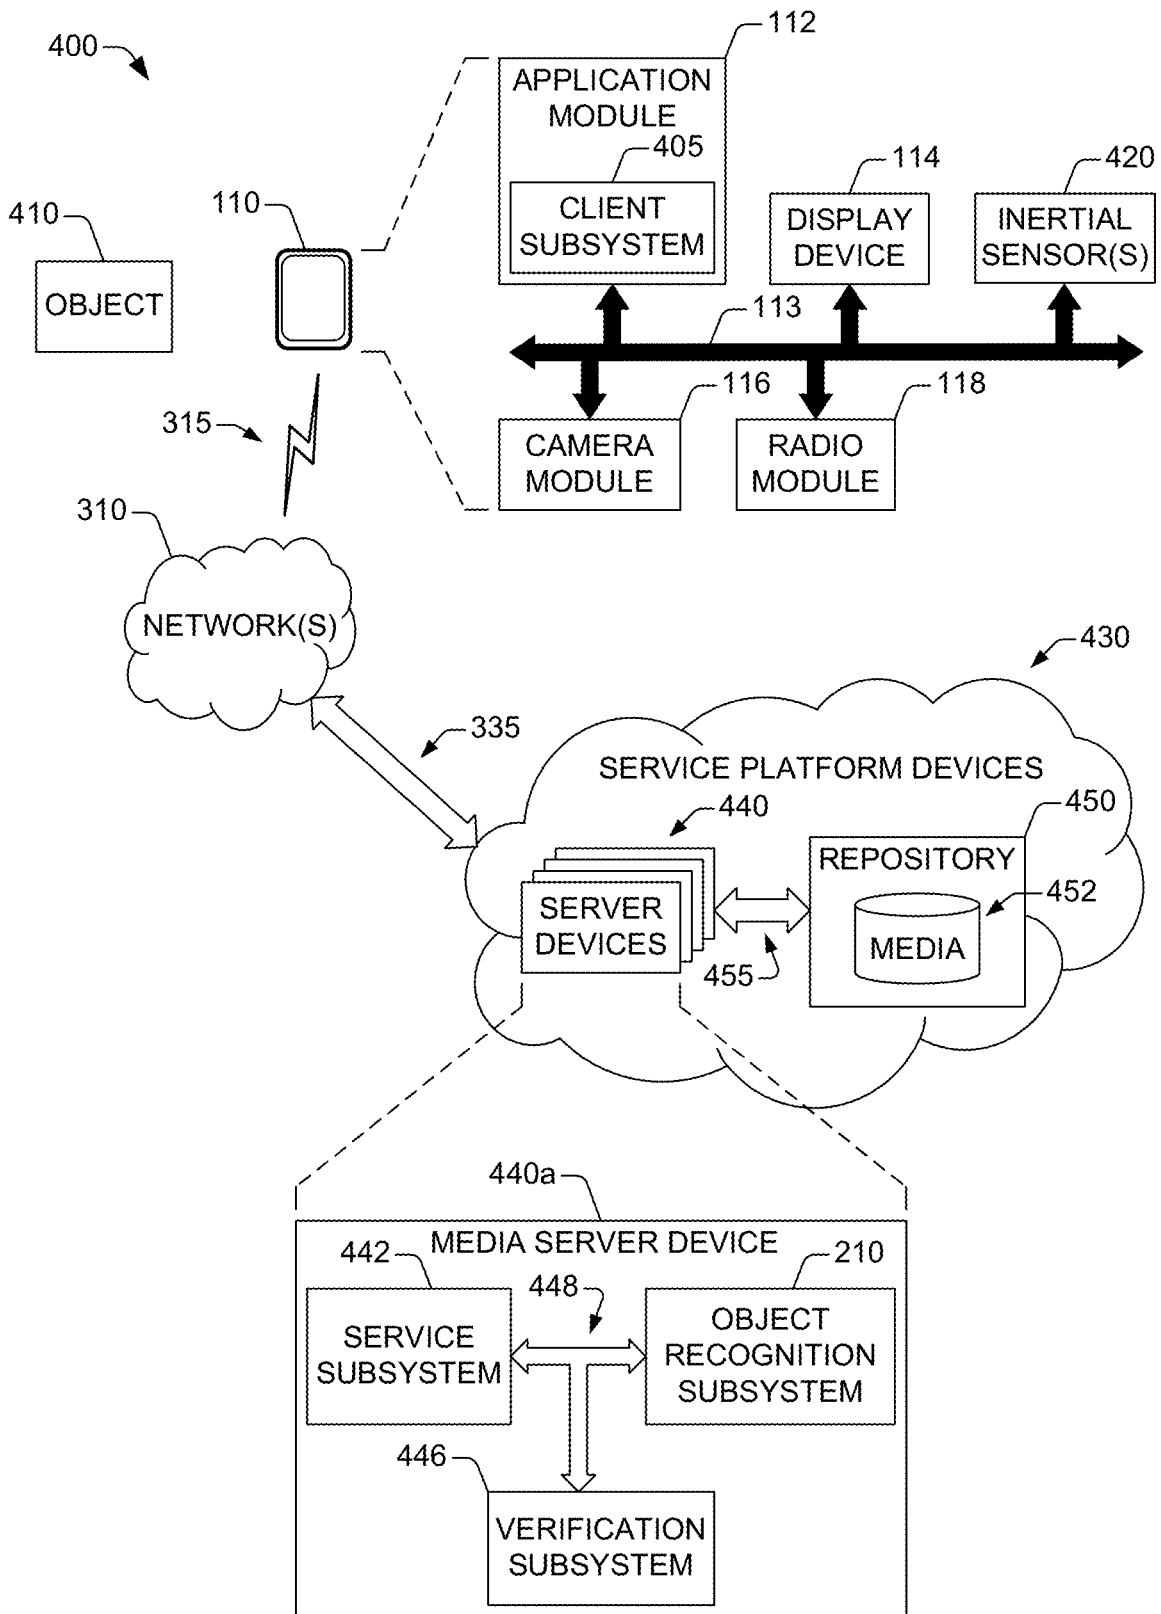 400
112
APPLICATION
MODULE
405
CLIENT
SUBSYSTEM
114
DISPLAY
DEVICE
420
INERTIAL
SENSOR(S)
410
OBJECT
110
113
116
CAMERA
MODULE
118
RADIO
MODULE
315
310
NETWORK(S)
335
430
SERVICE PLATFORM DEVICES
440
SERVER
DEVICES
450
REPOSITORY
452
MEDIA
455
440a
MEDIA SERVER DEVICE
442
SERVICE
SUBSYSTEM
448
210
OBJECT
RECOGNITION
SUBSYSTEM
446
VERIFICATION
SUBSYSTEM